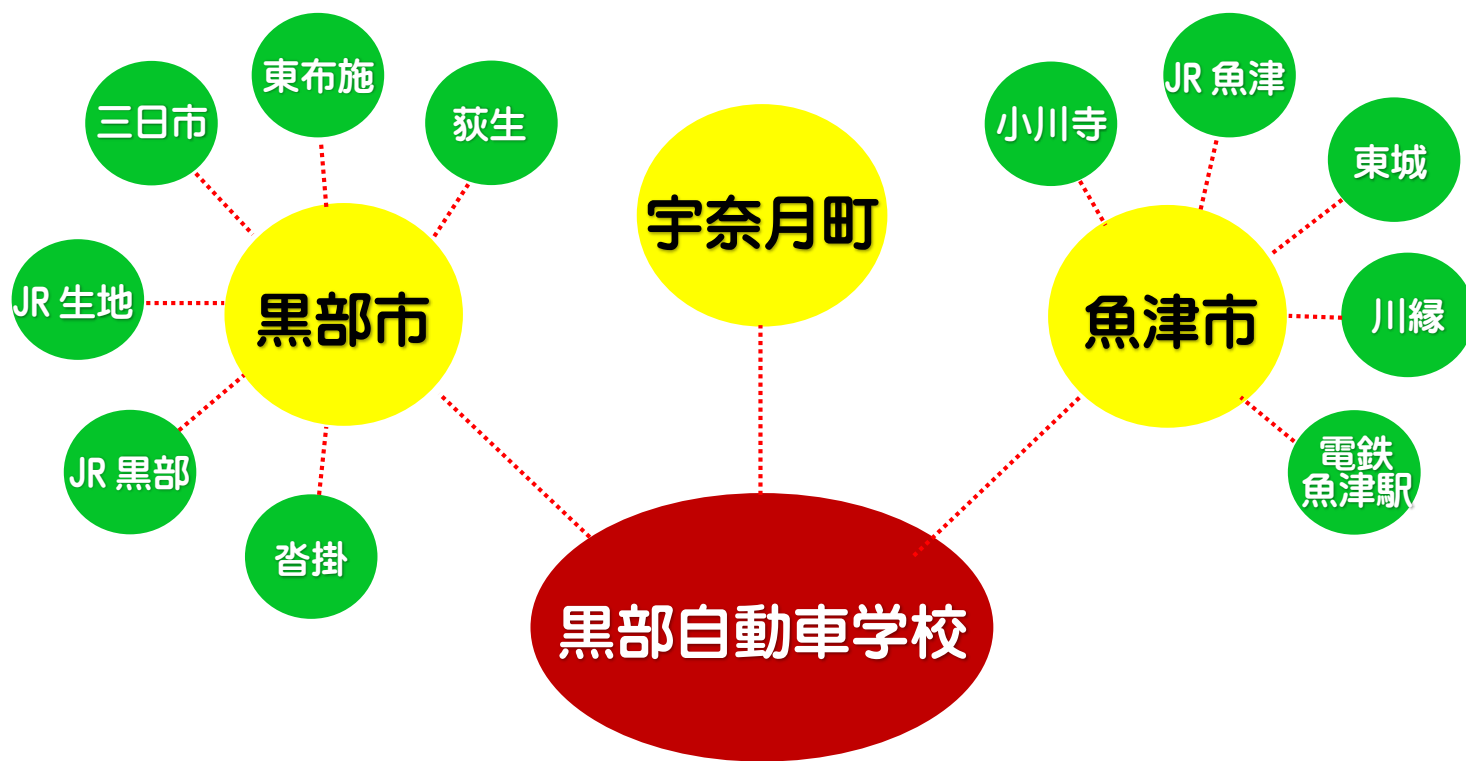 東布施
三日市
荻生
JR 生地
黒部市
JR 黒部
沓掛
宇奈月町
小川寺
JR 魚津
東城
魚津市
川縁
電鉄
魚津駅
黒部自動車学校